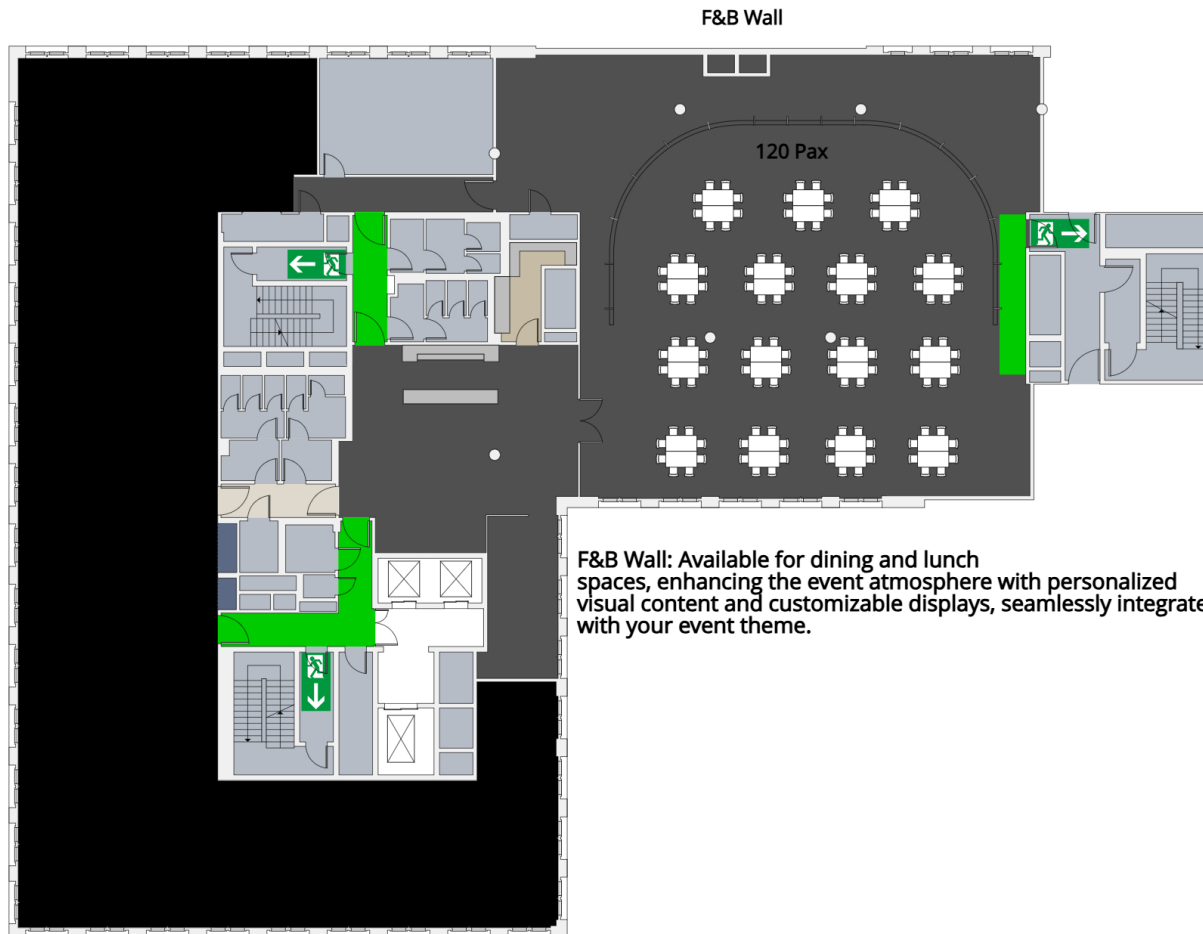 F&B Wall
120 Pax
F&B Wall: Available for dining and lunch
spaces, enhancing the event atmosphere with personalized
visual content and customizable displays, seamlessly integrate
with your event theme.